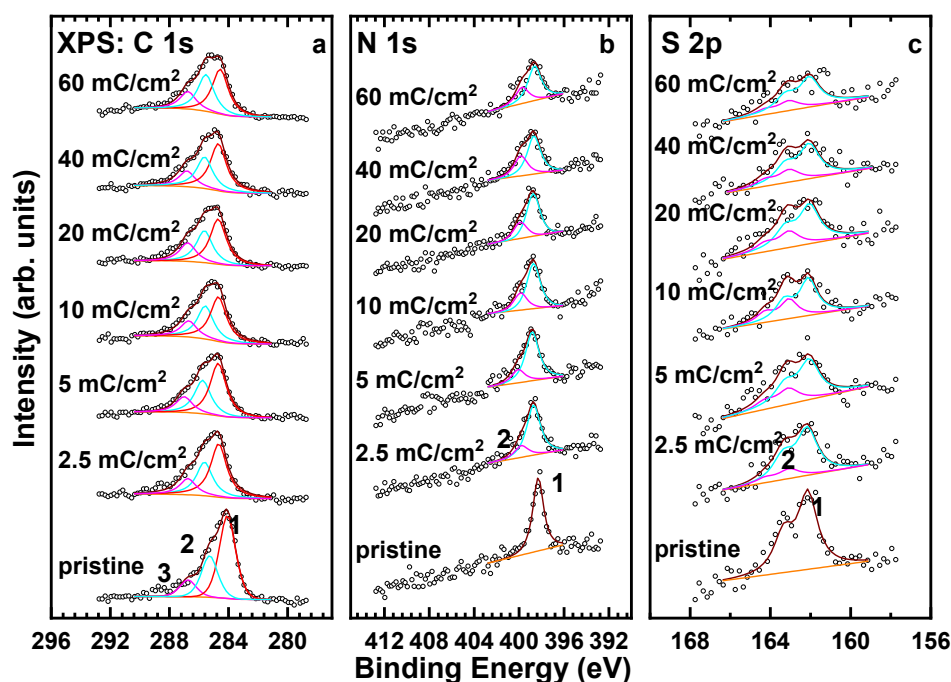 XPS: C 1s a
60 mC/cm²
40 mC/cm²
20 mC/cm²
10 mC/cm²
5 mC/cm²
2.5 mC/cm²
pristine
1
2
3
296 292 288 284 280
N 1s b
60 mC/cm²
40 mC/cm²
20 mC/cm²
10 mC/cm²
5 mC/cm²
2.5 mC/cm²
2
pristine
1
412 408 404 400 396 392
S 2p c
60 mC/cm²
40 mC/cm²
20 mC/cm²
10 mC/cm²
5 mC/cm²
2.5 mC/cm²
2
pristine
1
168 164 160 156
Intensity (arb. units)
Binding Energy (eV)